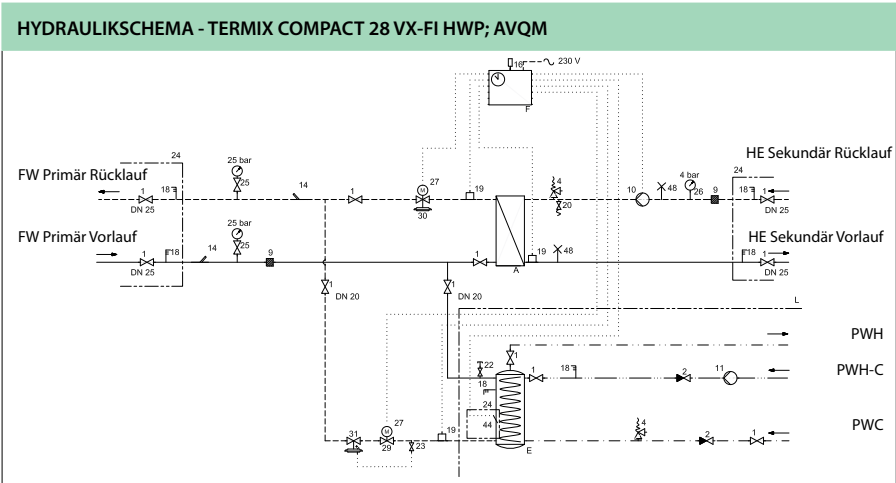 HYDRAULIKSCHEMA - TERMIX COMPACT 28 VX-FI HWP; AVQM
16 230 V
F
24 25 bar 4 bar 24 HE Sekundär Rücklauf
FW Primär Rücklauf 1 18 25 14 1 27 19 4 10 48 26 9 18 1
DN 25 30 20 DN 25
25 bar
FW Primär Vorlauf 1 18 14 25 9 1 19 48 18 1 HE Sekundär Vorlauf
DN 25 A DN 25
1 DN 20 1 DN 20
L
PWH
1
22 1 18 2 11 PWH-C
18
24
27 44 4 PWC
31 29 23 19 E 2 1